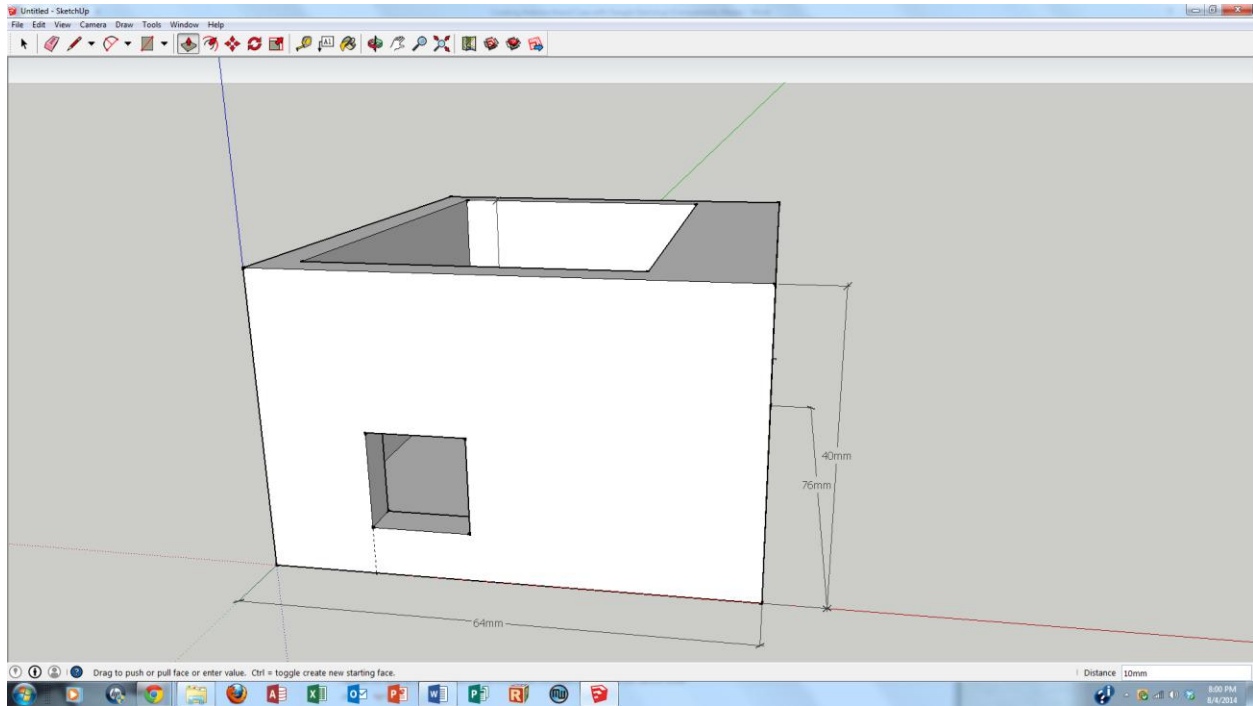 Untitled - SketchUp
File Edit View Camera Draw Tools Window Help
A1
40mm
76mm
64mm
Drag to push or pull face or enter value. Ctrl = toggle create new starting face.
Distance 10mm
8:00 PM
8/4/2014